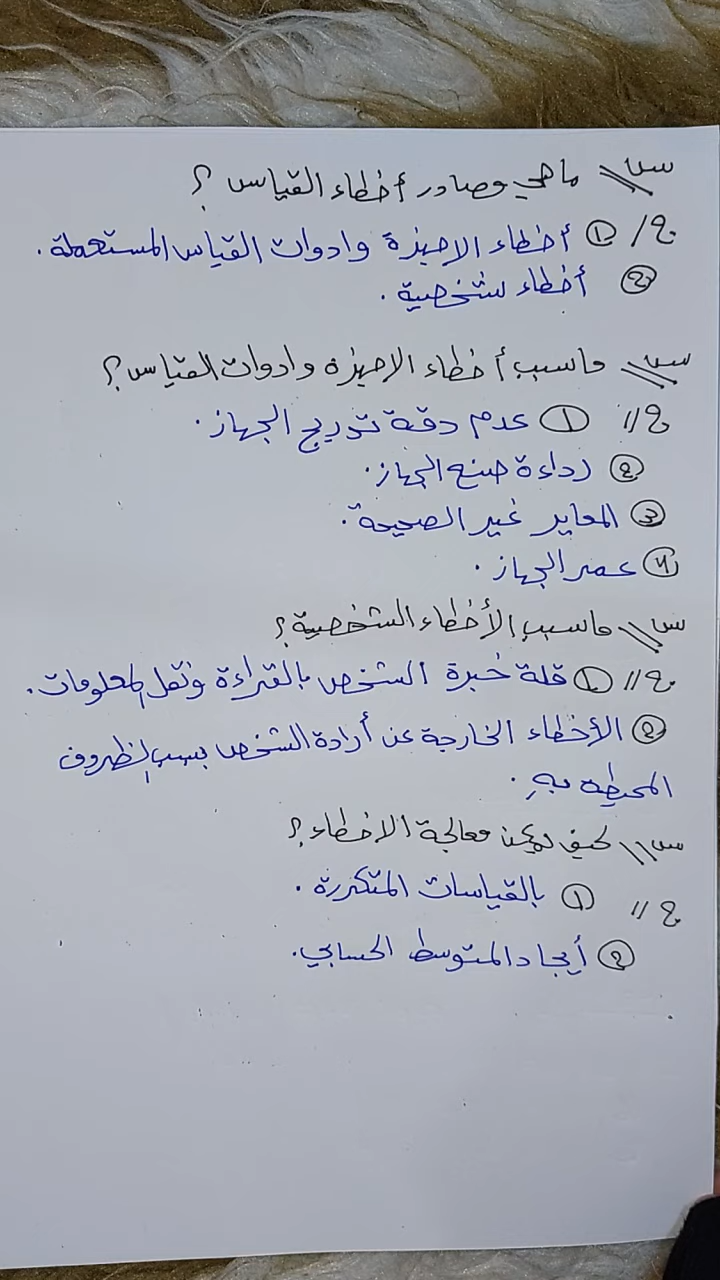 س// ما هي مصادر أخطاء القياس ؟
ج/ ① أخطاء الاجهزة وادوات القياس المستعملة .
② أخطاء شخصية .
س// ماسبب أخطاء الاجهزة وادوات القياس ؟
ج// ① عدم دقة تدريج الجهاز .
② رداءة صنع الجهاز .
③ المعاير غير الصحيحة .
④ عمر الجهاز .
س// ماسبب الأخطاء الشخصية ؟
ج// ① قلة خبرة الشخص بالقراءة ونقل المعلومات .
② الأخطاء الخارجة عن أرادة الشخص بسبب الظروف
المحيطه به .
س// كيف يمكن معالجة الاخطاء ؟
ج// ① بالقياسات المتكررة .
② أيجاد المتوسط الحسابي .